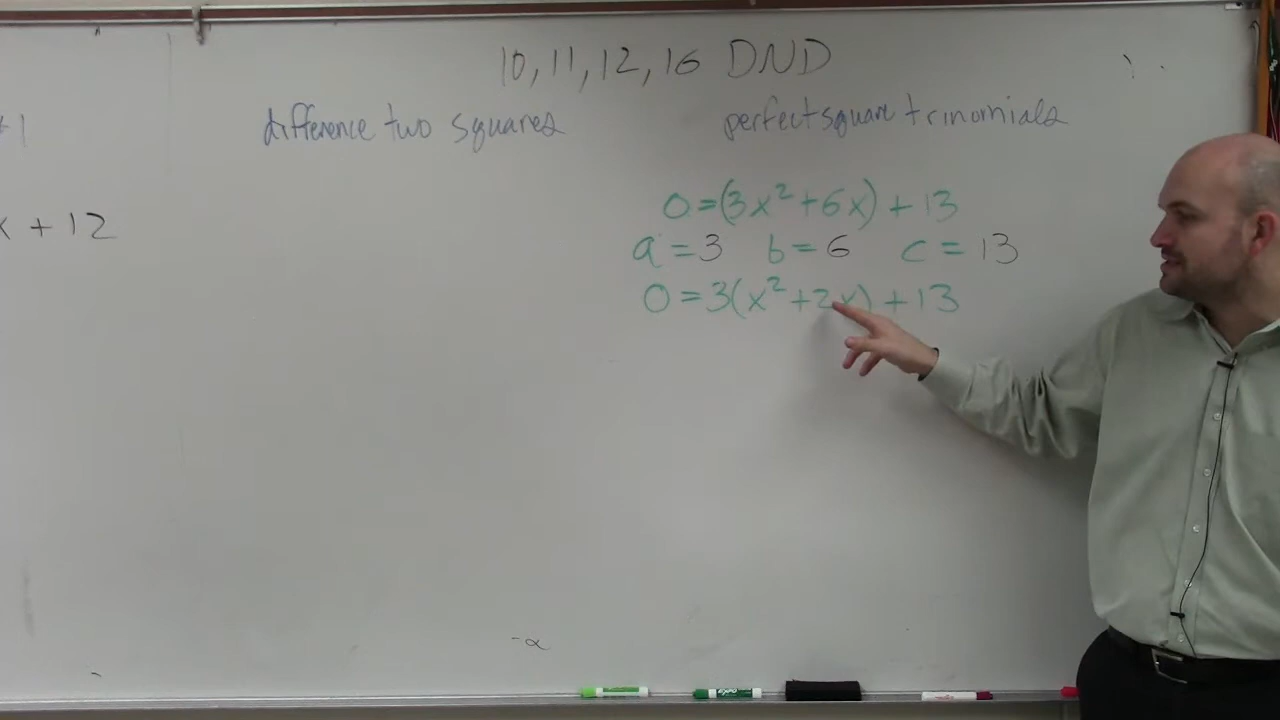 10, 11, 12, 16 DND
difference two squares
perfect square trinomials
x + 12
0 = (3x² + 6x) + 13
a = 3 b = 6 c = 13
0 = 3(x² + 2x) + 13